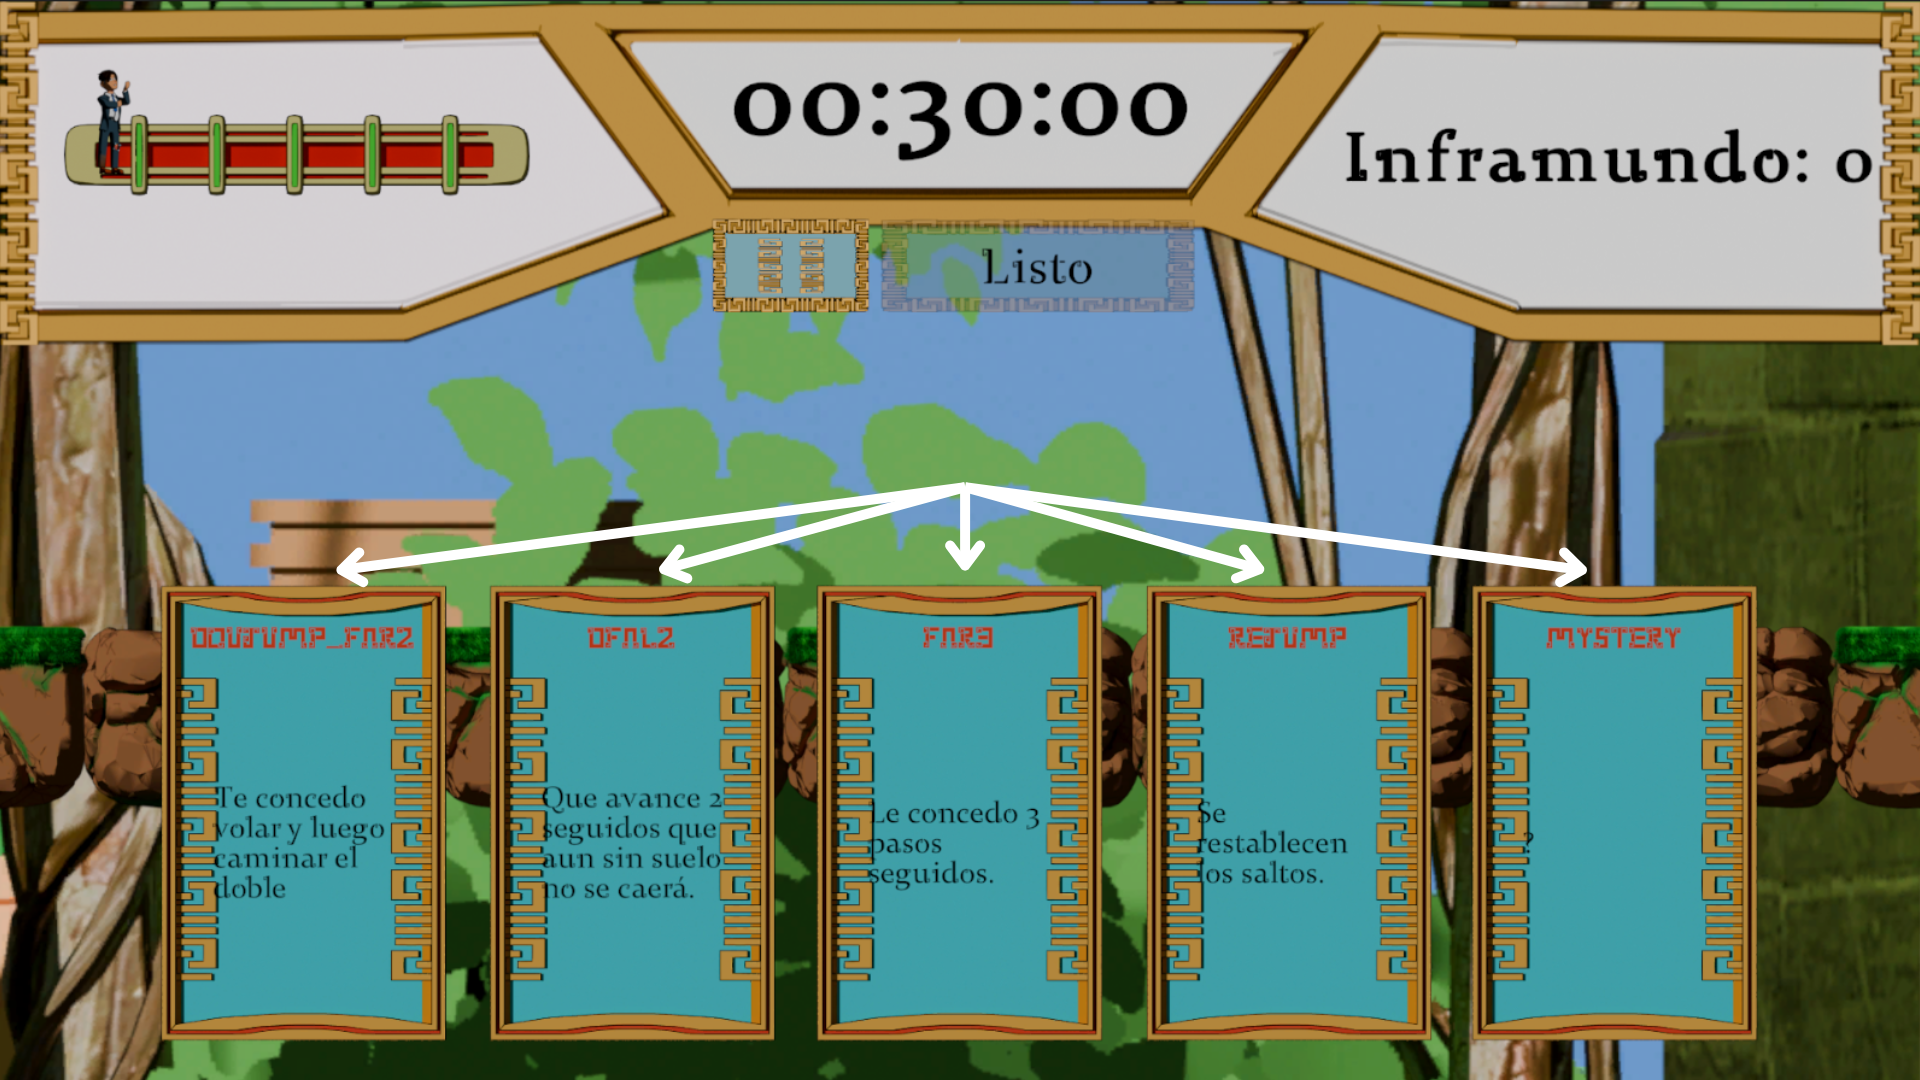 00:30:00
Inframundo: 0
Listo
DOUJUMP_FAR2
Te concedo
volar y luego
caminar el
doble
DFAL2
Que avance 2
seguidos que
aun sin suelo
no se caerá.
FAR3
Le concedo 3
pasos
seguidos.
REJUMP
Se
restablecen
los saltos.
MYSTERY
?